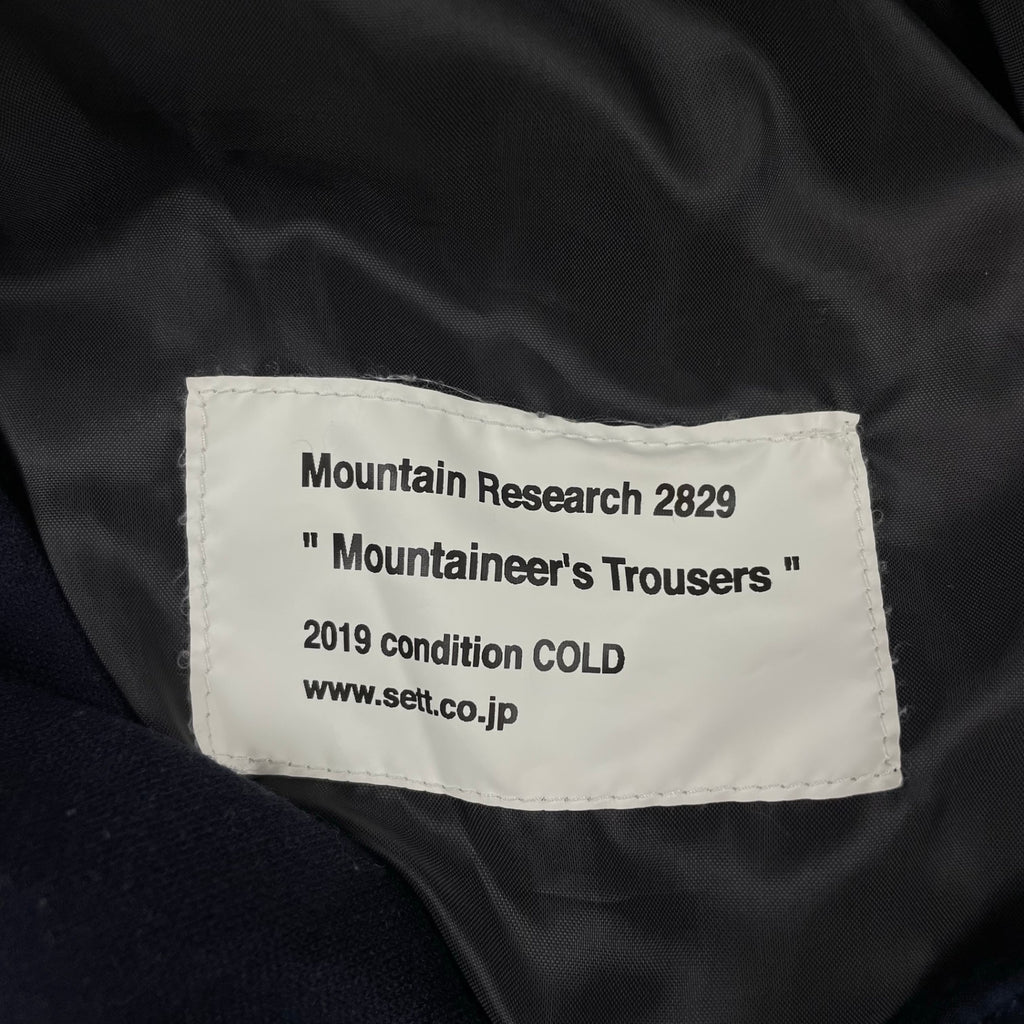 Mountain Research 2829
" Mountaineer's Trousers "
2019 condition COLD
www.sett.co.jp